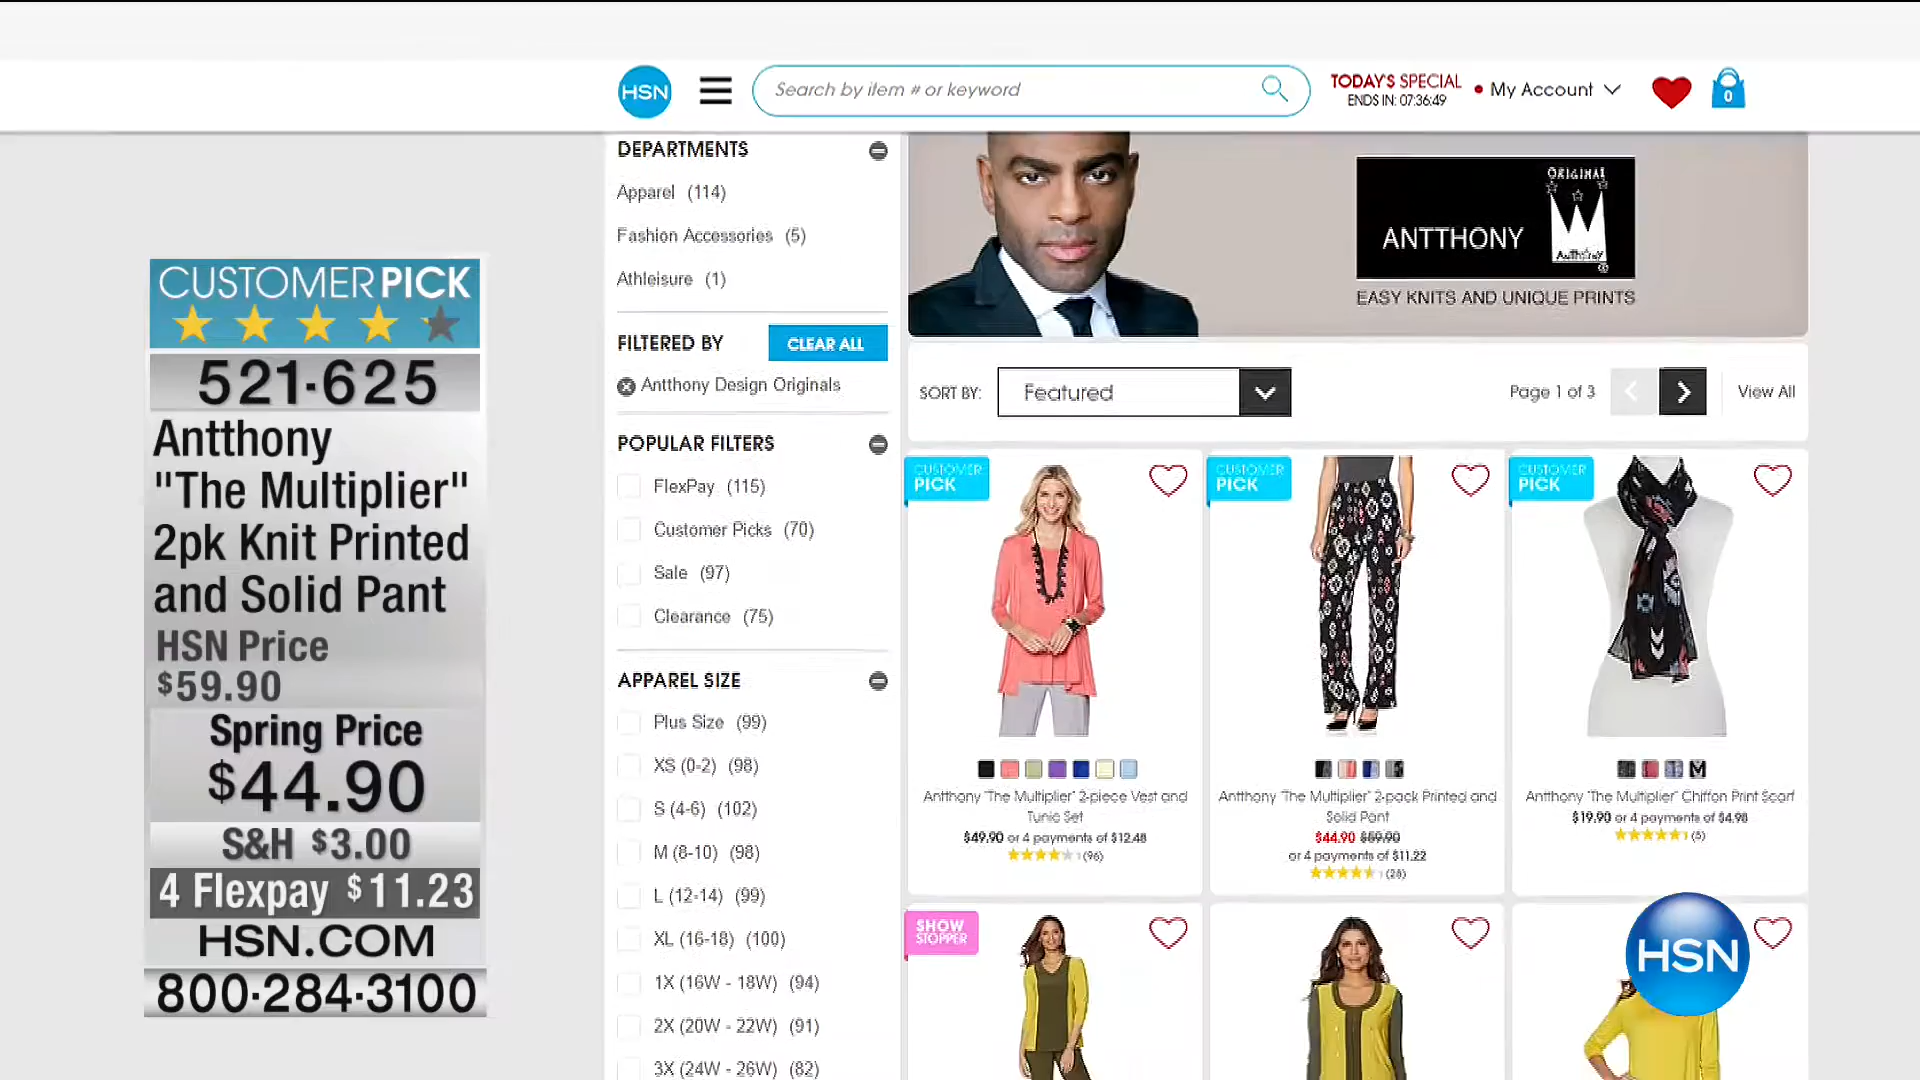 HSN
Search by item # or keyword
TODAY'S SPECIAL
ENDS IN: 07:36:49
My Account
0
CUSTOMER PICK
521·625
Antthony
"The Multiplier"
2pk Knit Printed
and Solid Pant
HSN Price
$59.90
Spring Price
$44.90
S&H $3.00
4 Flexpay $11.23
HSN.COM
800·284·3100
DEPARTMENTS
Apparel (114)
Fashion Accessories (5)
Athleisure (1)
FILTERED BY
CLEAR ALL
Antthony Design Originals
POPULAR FILTERS
FlexPay (115)
Customer Picks (70)
Sale (97)
Clearance (75)
APPAREL SIZE
Plus Size (99)
XS (0-2) (98)
S (4-6) (102)
M (8-10) (98)
L (12-14) (99)
XL (16-18) (100)
1X (16W - 18W) (94)
2X (20W - 22W) (91)
3X (24W - 26W) (82)
ORIGINAL
ANTTHONY
Antthony
®
EASY KNITS AND UNIQUE PRINTS
SORT BY:
Featured
Page 1 of 3
View All
CUSTOMER
PICK
Antthony "The Multiplier" 2-piece Vest and
Tunic Set
$49.90 or 4 payments of $12.48
(96)
CUSTOMER
PICK
Antthony "The Multiplier" 2-pack Printed and
Solid Pant
$44.90 $59.90
or 4 payments of $11.22
(28)
CUSTOMER
PICK
M
Antthony "The Multiplier" Chiffon Print Scarf
$19.90 or 4 payments of $4.98
(5)
SHOW
STOPPER
HSN